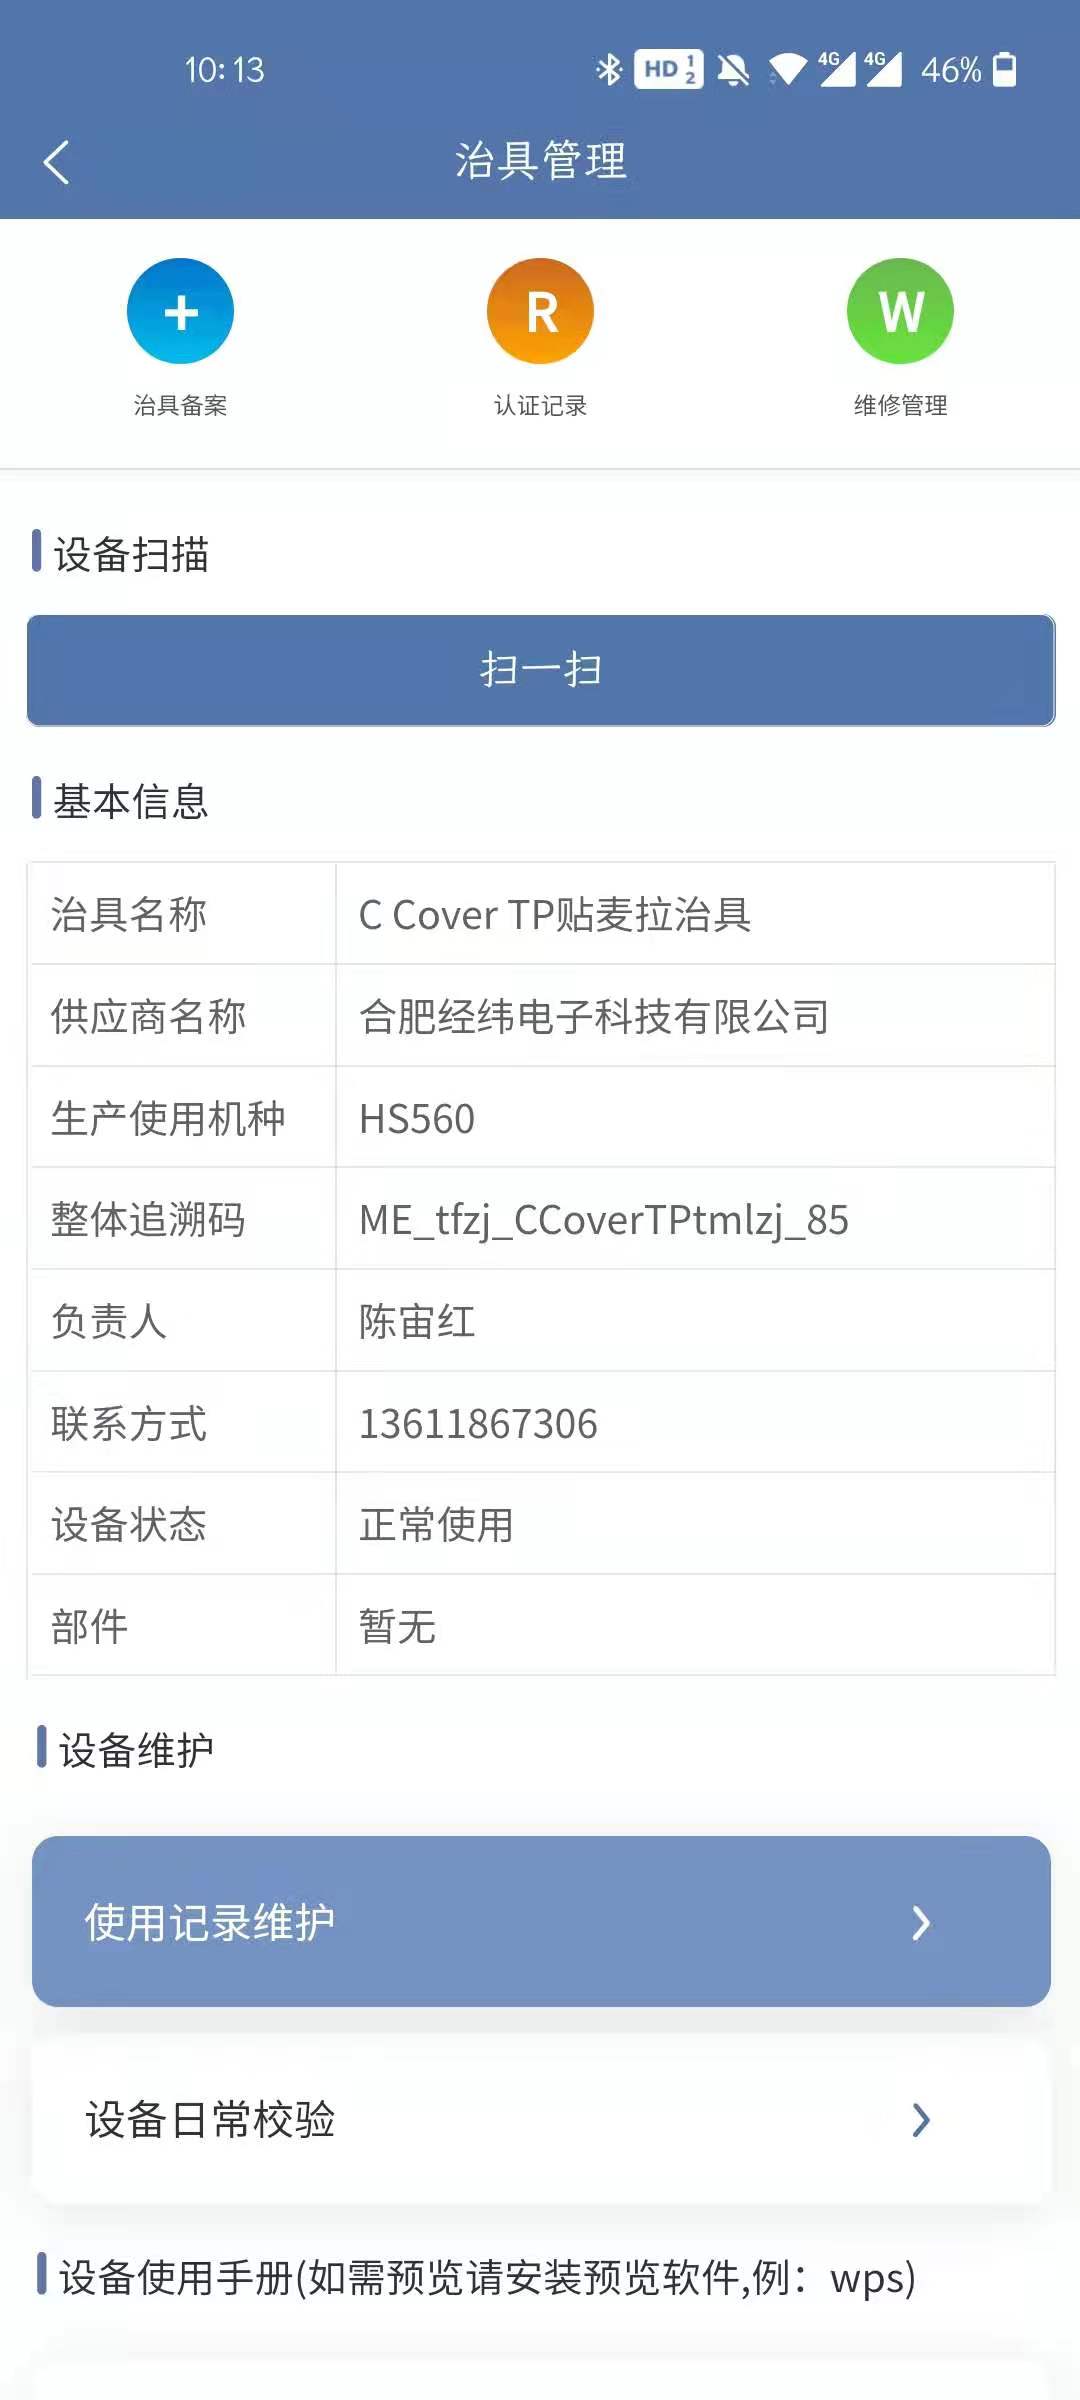 10:13
HD 1 2 4G 4G 46%
治具管理
+ R W
治具备案 认证记录 维修管理
设备扫描
扫一扫
基本信息
治具名称 C Cover TP贴麦拉治具
供应商名称 合肥经纬电子科技有限公司
生产使用机种 HS560
整体追溯码 ME_tfzj_CCoverTPtmlzj_85
负责人 陈宙红
联系方式 13611867306
设备状态 正常使用
部件 暂无
设备维护
使用记录维护
设备日常校验
设备使用手册(如需预览请安装预览软件,例：wps)